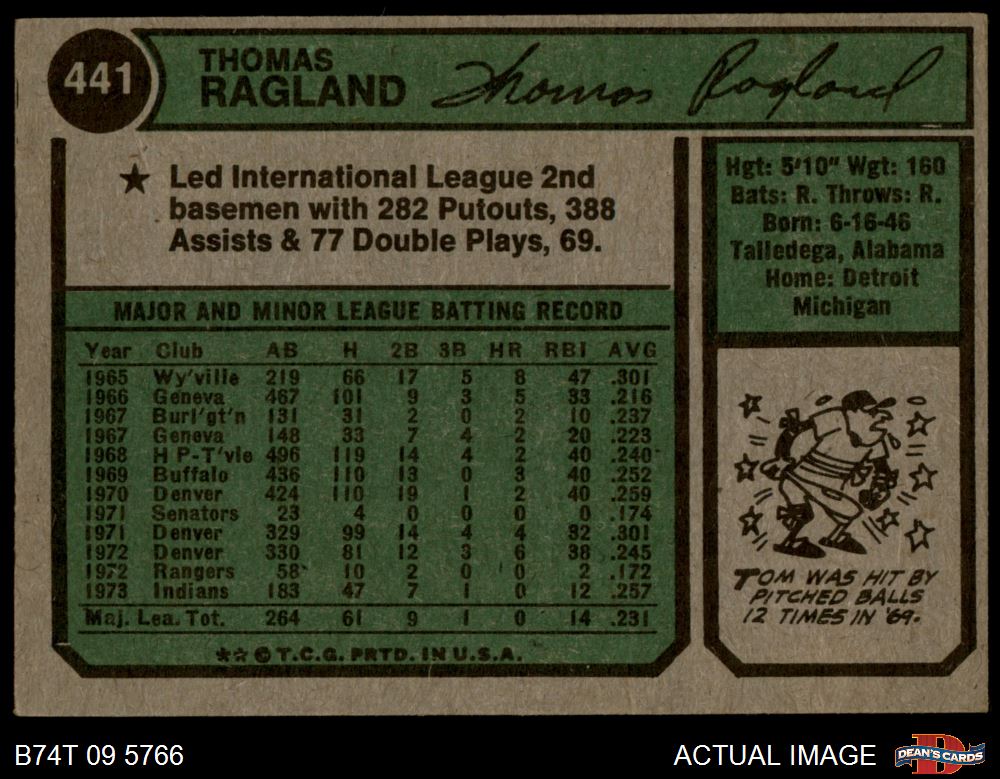 441
THOMAS
RAGLAND
Thomas Ragland
★ Led International League 2nd
basemen with 282 Putouts, 388
Assists & 77 Double Plays, 69.
Hgt: 5'10" Wgt: 160
Bats: R. Throws: R.
Born: 6-16-46
Talledega, Alabama
Home: Detroit
Michigan
MAJOR AND MINOR LEAGUE BATTING RECORD
Year Club AB H 2B 3B HR RBI AVG
1965 Wy'ville 219 66 17 5 8 47 .301
1966 Geneva 467 101 9 3 5 33 .216
1967 Burl'gt'n 131 31 2 0 2 10 .237
1967 Geneva 148 33 7 4 2 20 .223
1968 H P-T'vle 496 119 14 4 2 40 .240
1969 Buffalo 436 110 13 0 3 40 .252
1970 Denver 424 110 19 1 2 40 .259
1971 Senators 23 4 0 0 0 0 .174
1971 Denver 329 99 14 4 4 32 .301
1972 Denver 330 81 12 3 6 38 .245
1972 Rangers 58 10 2 0 0 2 .172
1973 Indians 183 47 7 1 0 12 .257
Maj. Lea. Tot. 264 61 9 1 0 14 .231
★★ © T.C.G. PRTD. IN U.S.A.
TOM WAS HIT BY
PITCHED BALLS
12 TIMES IN '69.
B74T 09 5766
ACTUAL IMAGE
DEAN'S CARDS